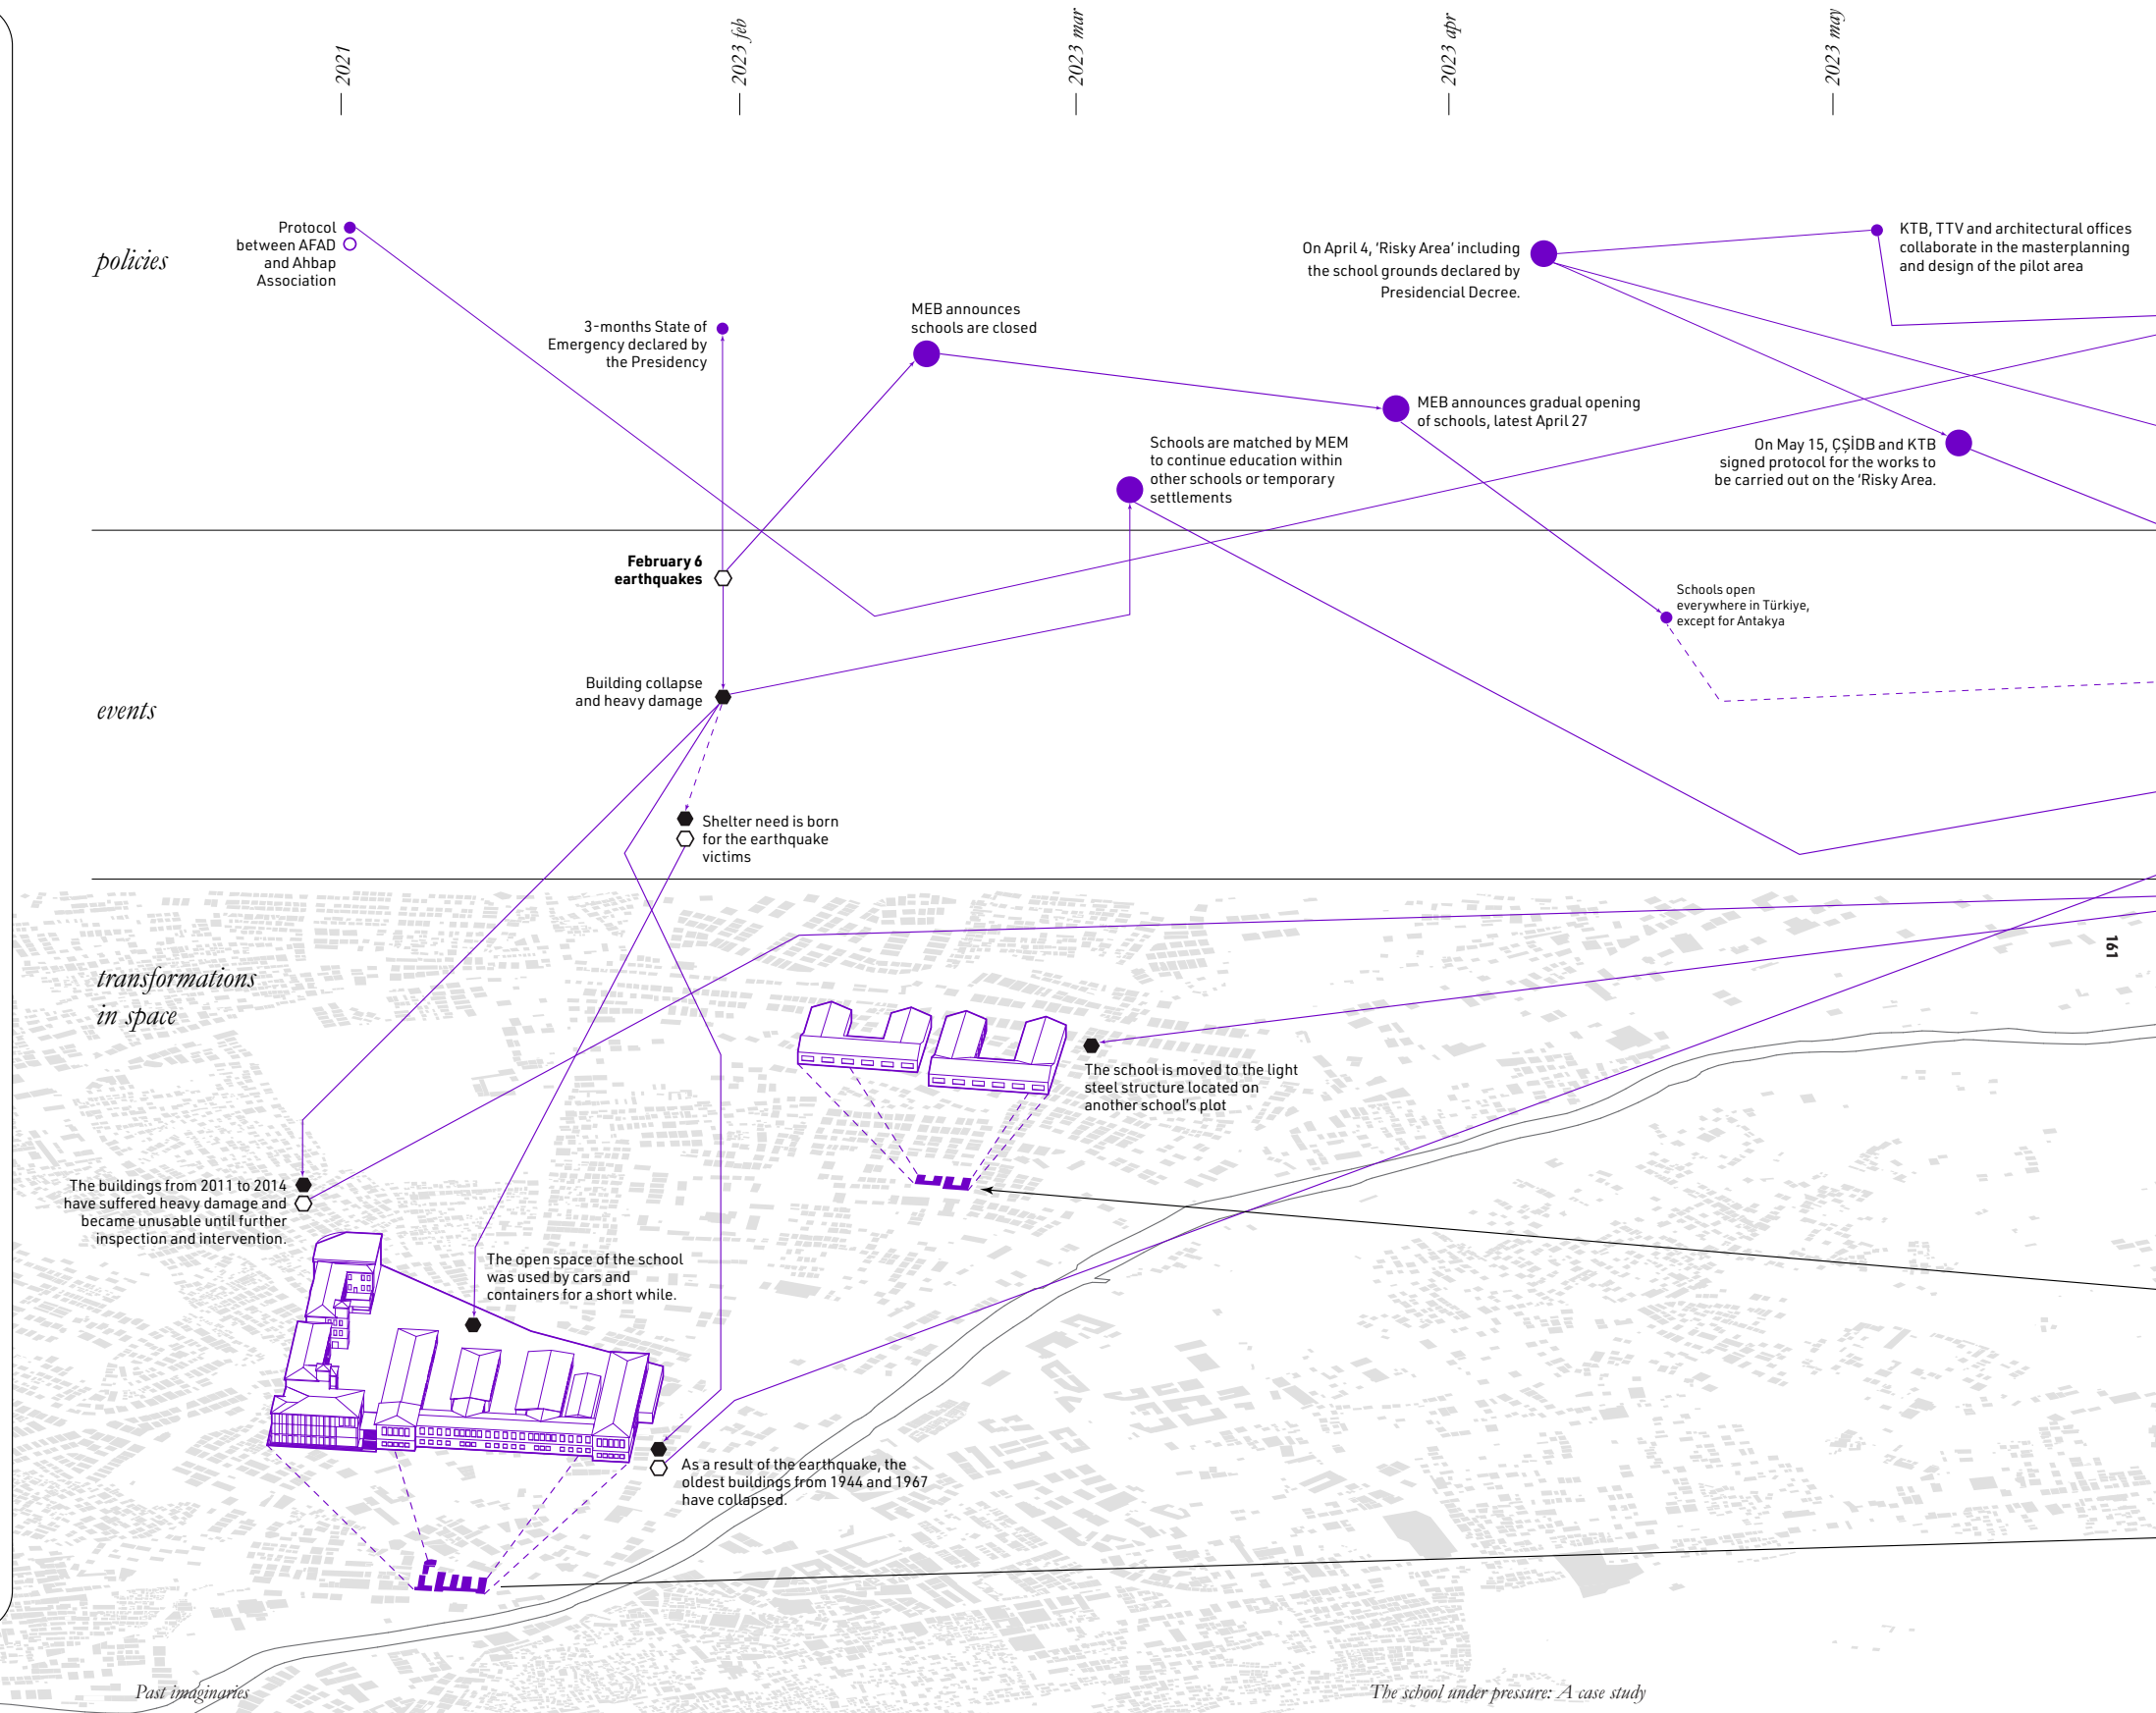 — 2021
— 2023 feb
— 2023 mar
— 2023 apr
— 2023 may
policies
Protocol
between AFAD
and Ahbap
Association
3-months State of
Emergency declared by
the Presidency
MEB announces
schools are closed
On April 4, ‘Risky Area’ including
the school grounds declared by
Presidencial Decree.
KTB, TTV and architectural offices
collaborate in the masterplanning
and design of the pilot area
MEB announces gradual opening
of schools, latest April 27
Schools are matched by MEM
to continue education within
other schools or temporary
settlements
On May 15, ÇŞİDB and KTB
signed protocol for the works to
be carried out on the ‘Risky Area.
events
February 6
earthquakes
Schools open
everywhere in Türkiye,
except for Antakya
Building collapse
and heavy damage
Shelter need is born
for the earthquake
victims
transformations
in space
161
The school is moved to the light
steel structure located on
another school’s plot
The buildings from 2011 to 2014
have suffered heavy damage and
became unusable until further
inspection and intervention.
The open space of the school
was used by cars and
containers for a short while.
As a result of the earthquake, the
oldest buildings from 1944 and 1967
have collapsed.
Past imaginaries
The school under pressure: A case study